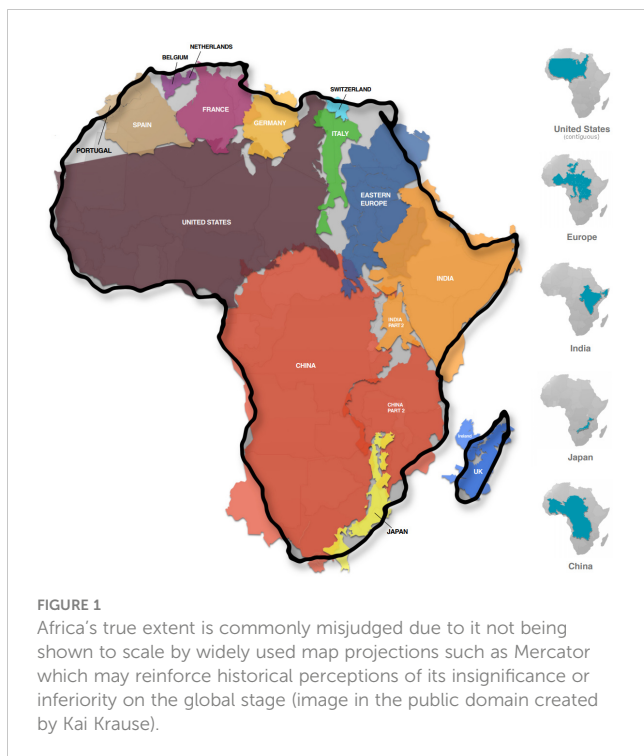 NETHERLANDS
BELGIUM
SWITZERLAND
FRANCE
GERMANY
SPAIN
ITALY
PORTUGAL
EASTERN
EUROPE
UNITED STATES
INDIA
INDIA
PART 2
CHINA
CHINA
PART 2
Ireland
UK
JAPAN
United States
(contiguous)
Europe
India
Japan
China
FIGURE 1
Africa’s true extent is commonly misjudged due to it not being
shown to scale by widely used map projections such as Mercator
which may reinforce historical perceptions of its insignificance or
inferiority on the global stage (image in the public domain created
by Kai Krause).